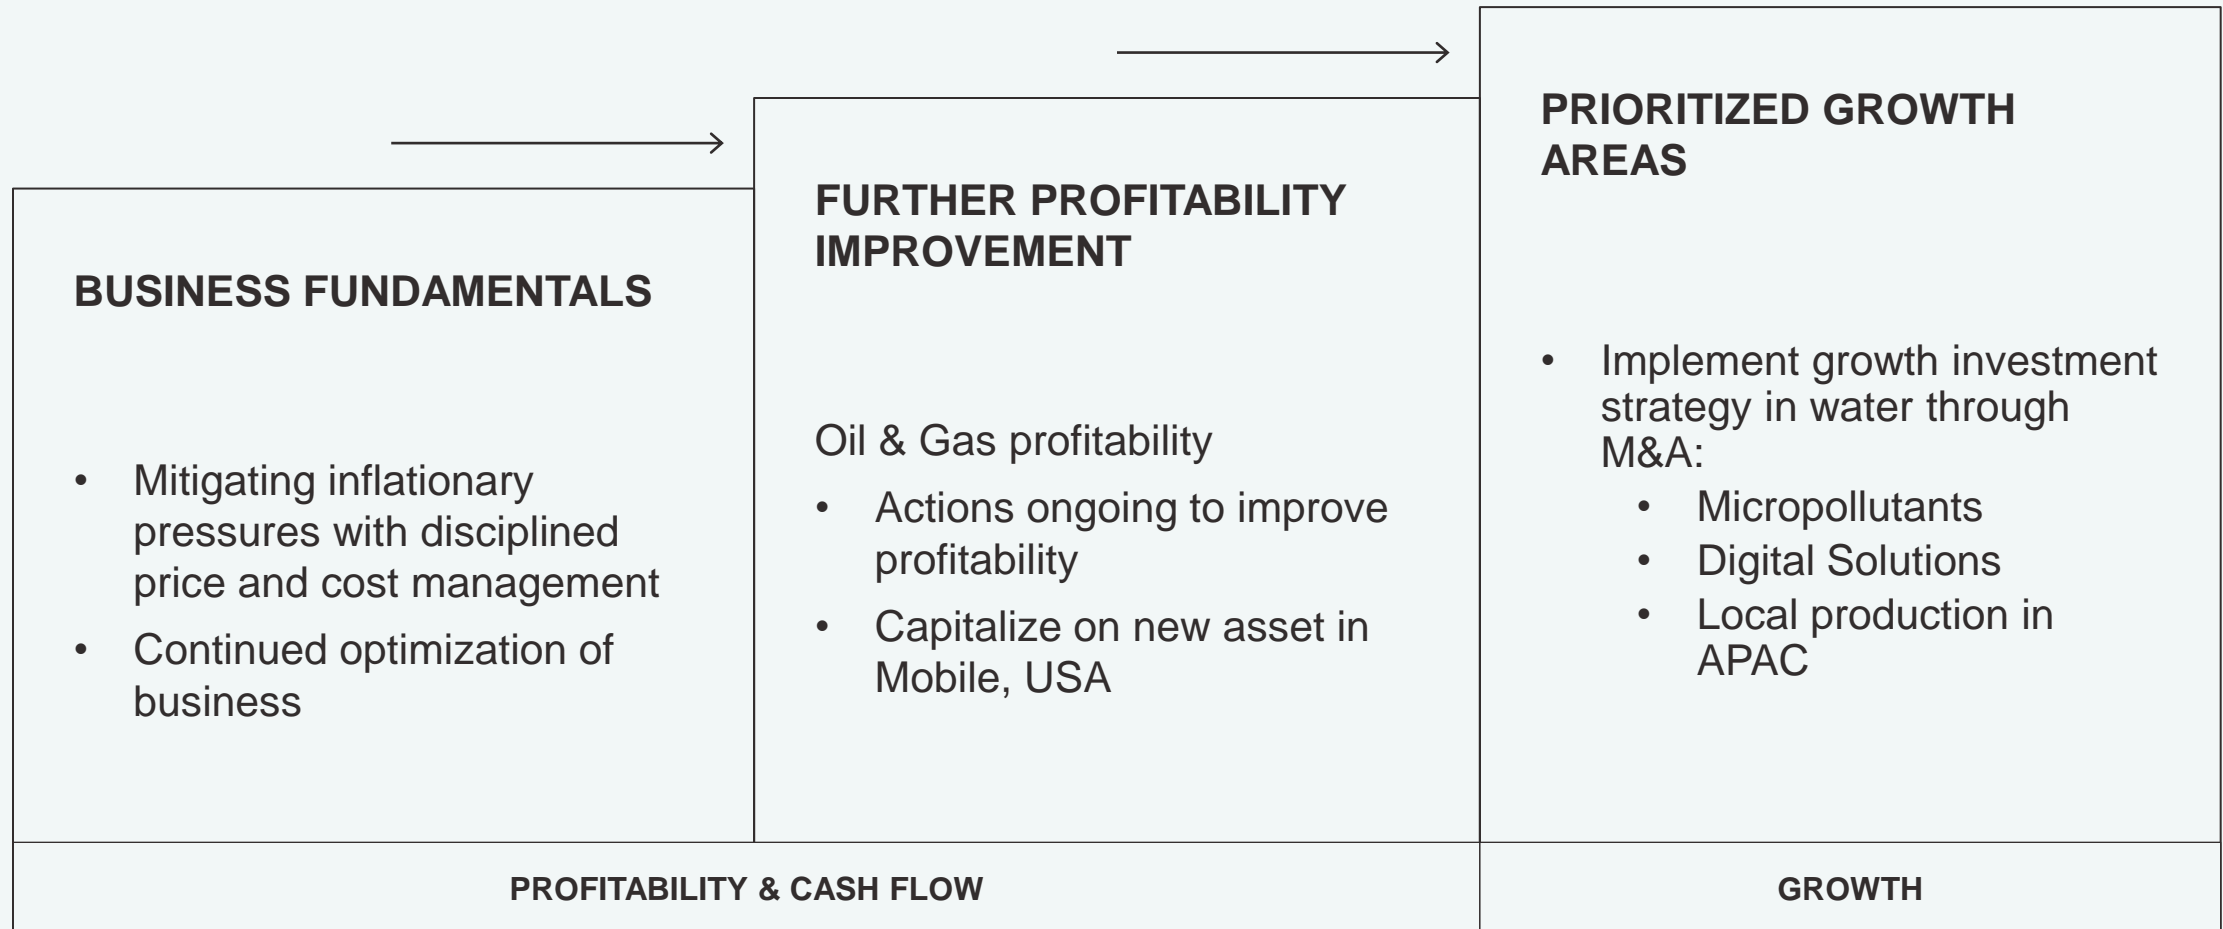 BUSINESS FUNDAMENTALS
• Mitigating inflationary
pressures with disciplined
price and cost management
• Continued optimization of
business
FURTHER PROFITABILITY
IMPROVEMENT
Oil & Gas profitability
• Actions ongoing to improve
profitability
• Capitalize on new asset in
Mobile, USA
PRIORITIZED GROWTH
AREAS
• Implement growth investment
strategy in water through
M&A:
• Micropollutants
• Digital Solutions
• Local production in
APAC
PROFITABILITY & CASH FLOW
GROWTH